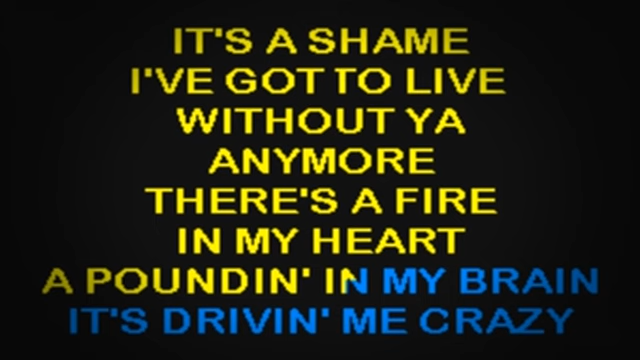 IT'S A SHAME
I'VE GOT TO LIVE
WITHOUT YA
ANYMORE
THERE'S A FIRE
IN MY HEART
A POUNDIN' IN MY BRAIN
IT'S DRIVIN' ME CRAZY